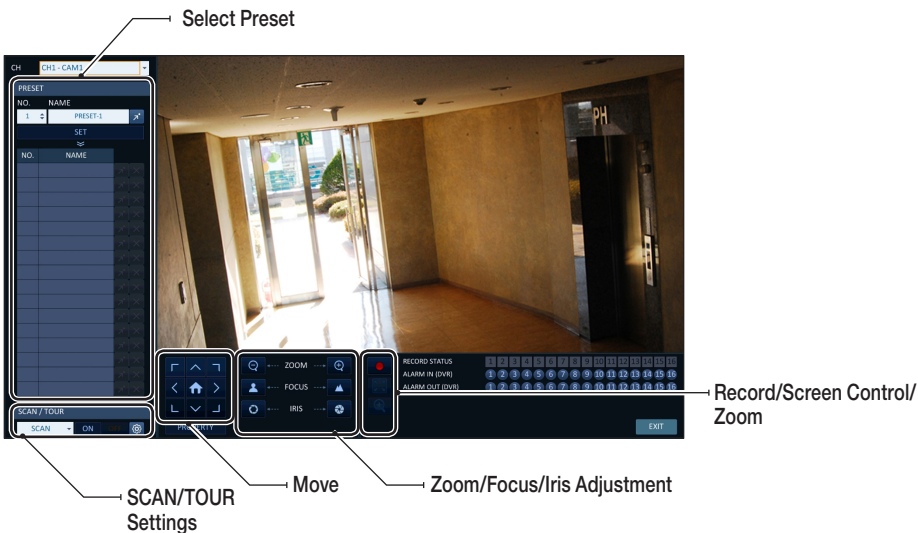 Select Preset
CH CH1 - CAM1
PRESET
NO. NAME
1 PRESET-1
SET
NO. NAME
PH
SCAN / TOUR
SCAN ON
PROPERTY
ZOOM
FOCUS
IRIS
RECORD STATUS 1 2 3 4 5 6 7 8 9 10 11 12 13 14 15 16
ALARM IN (DVR) 1 2 3 4 5 6 7 8 9 10 11 12 13 14 15 16
ALARM OUT (DVR) 1 2 3 4 5 6 7 8 9 10 11 12 13 14 15 16
EXIT
Record/Screen Control/
Zoom
Move
Zoom/Focus/Iris Adjustment
SCAN/TOUR
Settings